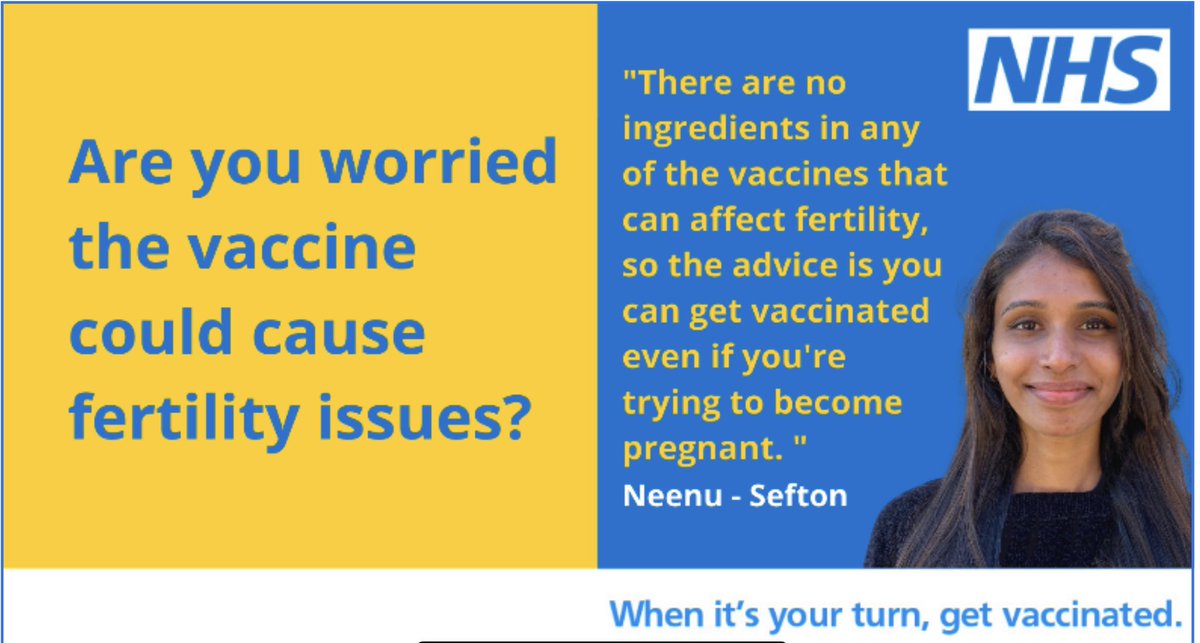 Are you worried
the vaccine
could cause
fertility issues?
NHS
"There are no
ingredients in any
of the vaccines that
can affect fertility,
so the advice is you
can get vaccinated
even if you're
trying to become
pregnant. "
Neenu - Sefton
When it's your turn, get vaccinated.